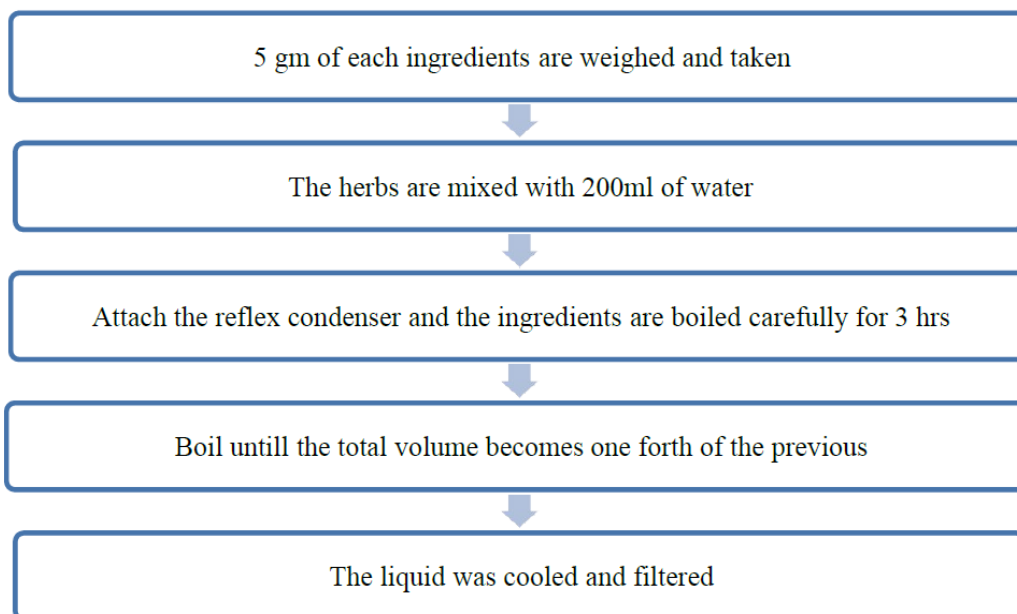 5 gm of each ingredients are weighed and taken
The herbs are mixed with 200ml of water
Attach the reflex condenser and the ingredients are boiled carefully for 3 hrs
Boil untill the total volume becomes one forth of the previous
The liquid was cooled and filtered